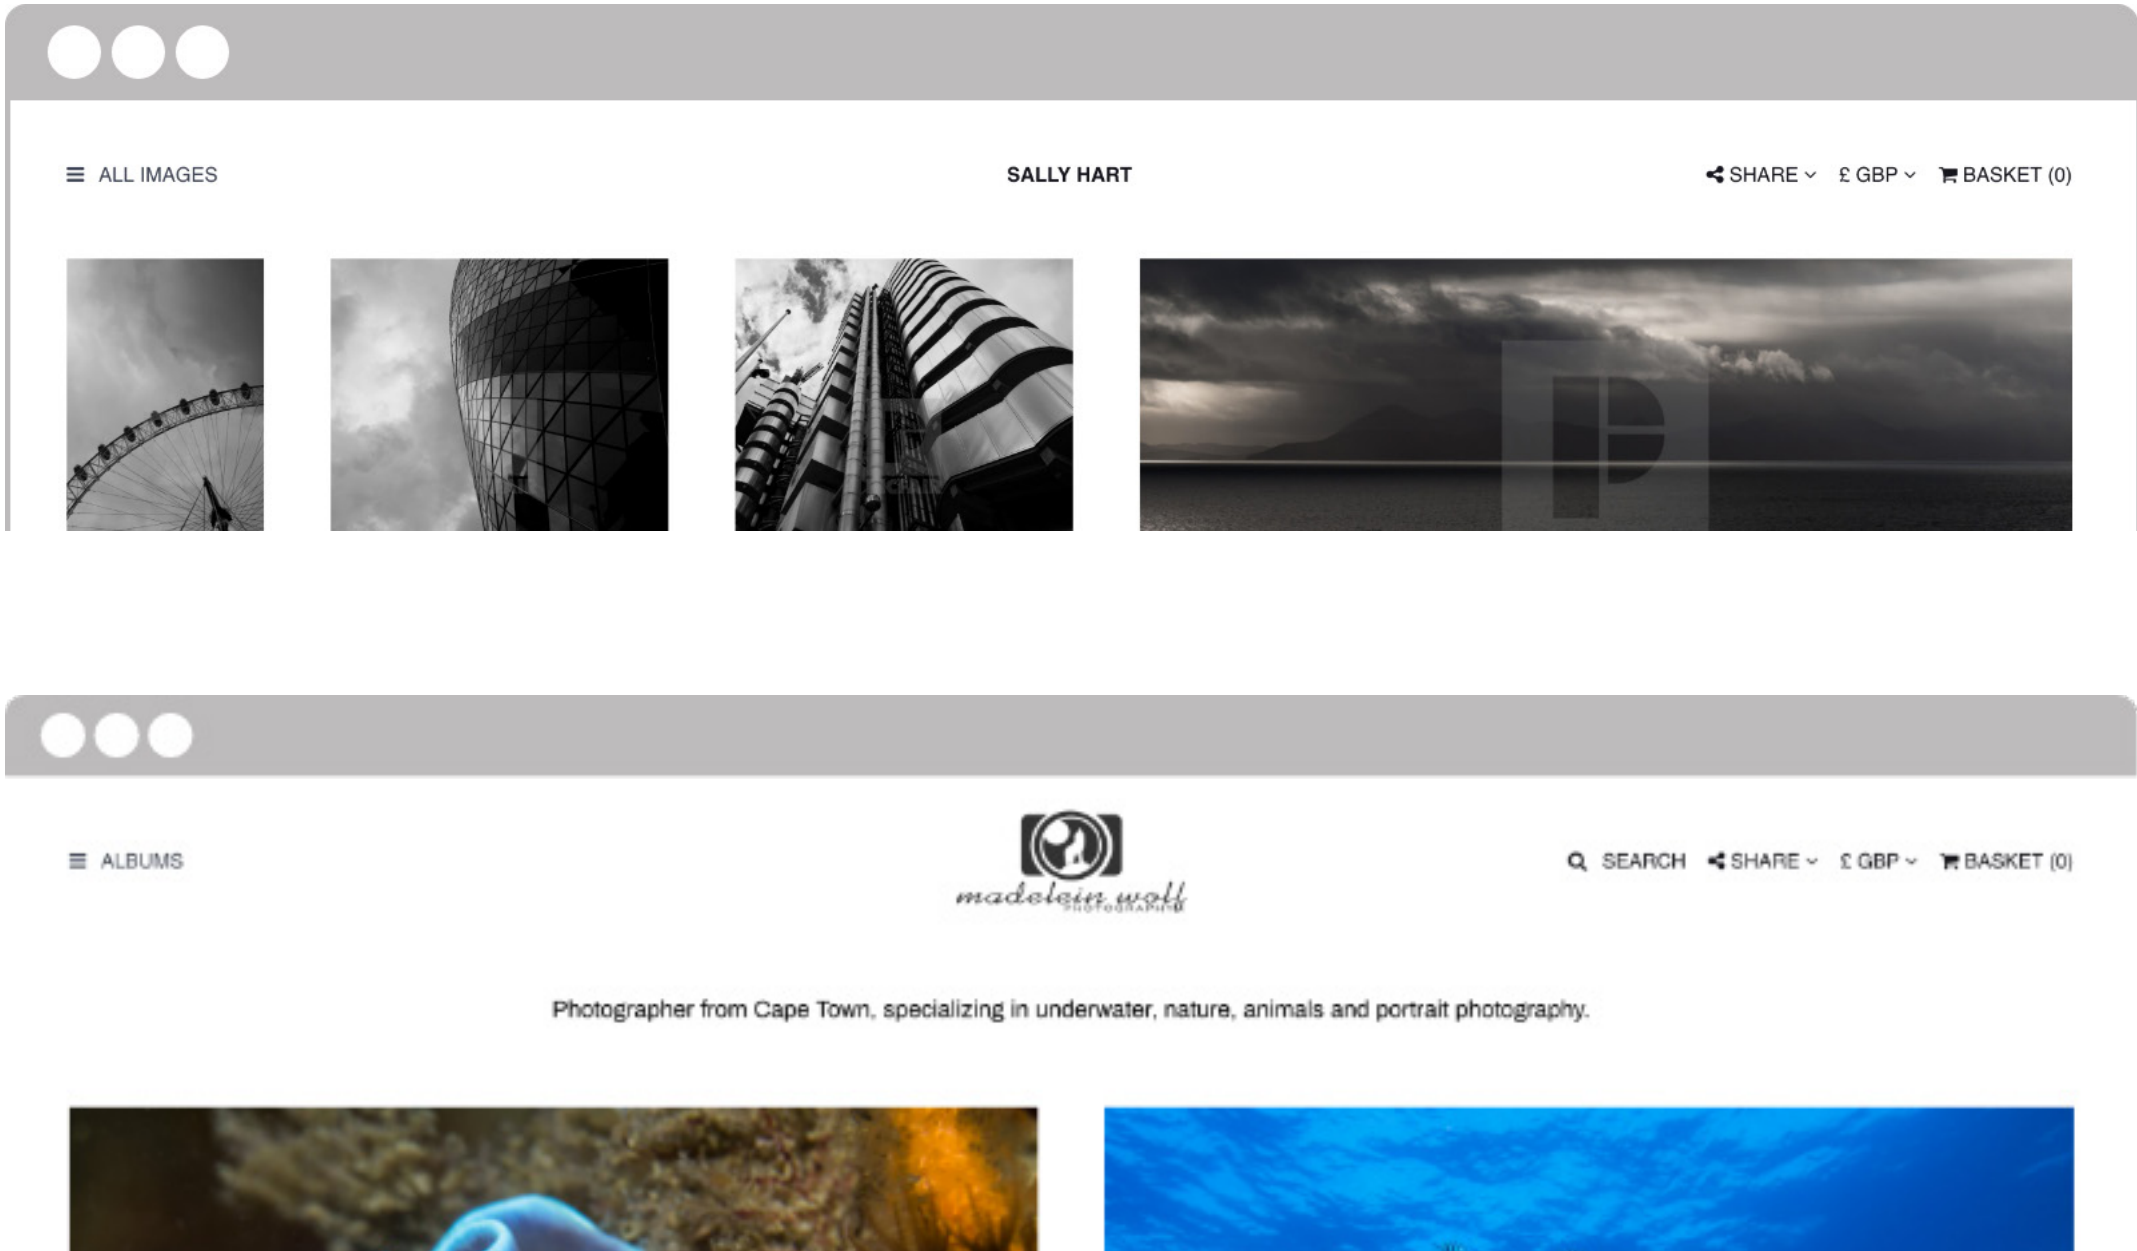 ALL IMAGES
SALLY HART
SHARE
£ GBP
BASKET (0)
ALBUMS
madelein wolf
PHOTOGRAPHY
SEARCH
SHARE
£ GBP
BASKET (0)
Photographer from Cape Town, specializing in underwater, nature, animals and portrait photography.